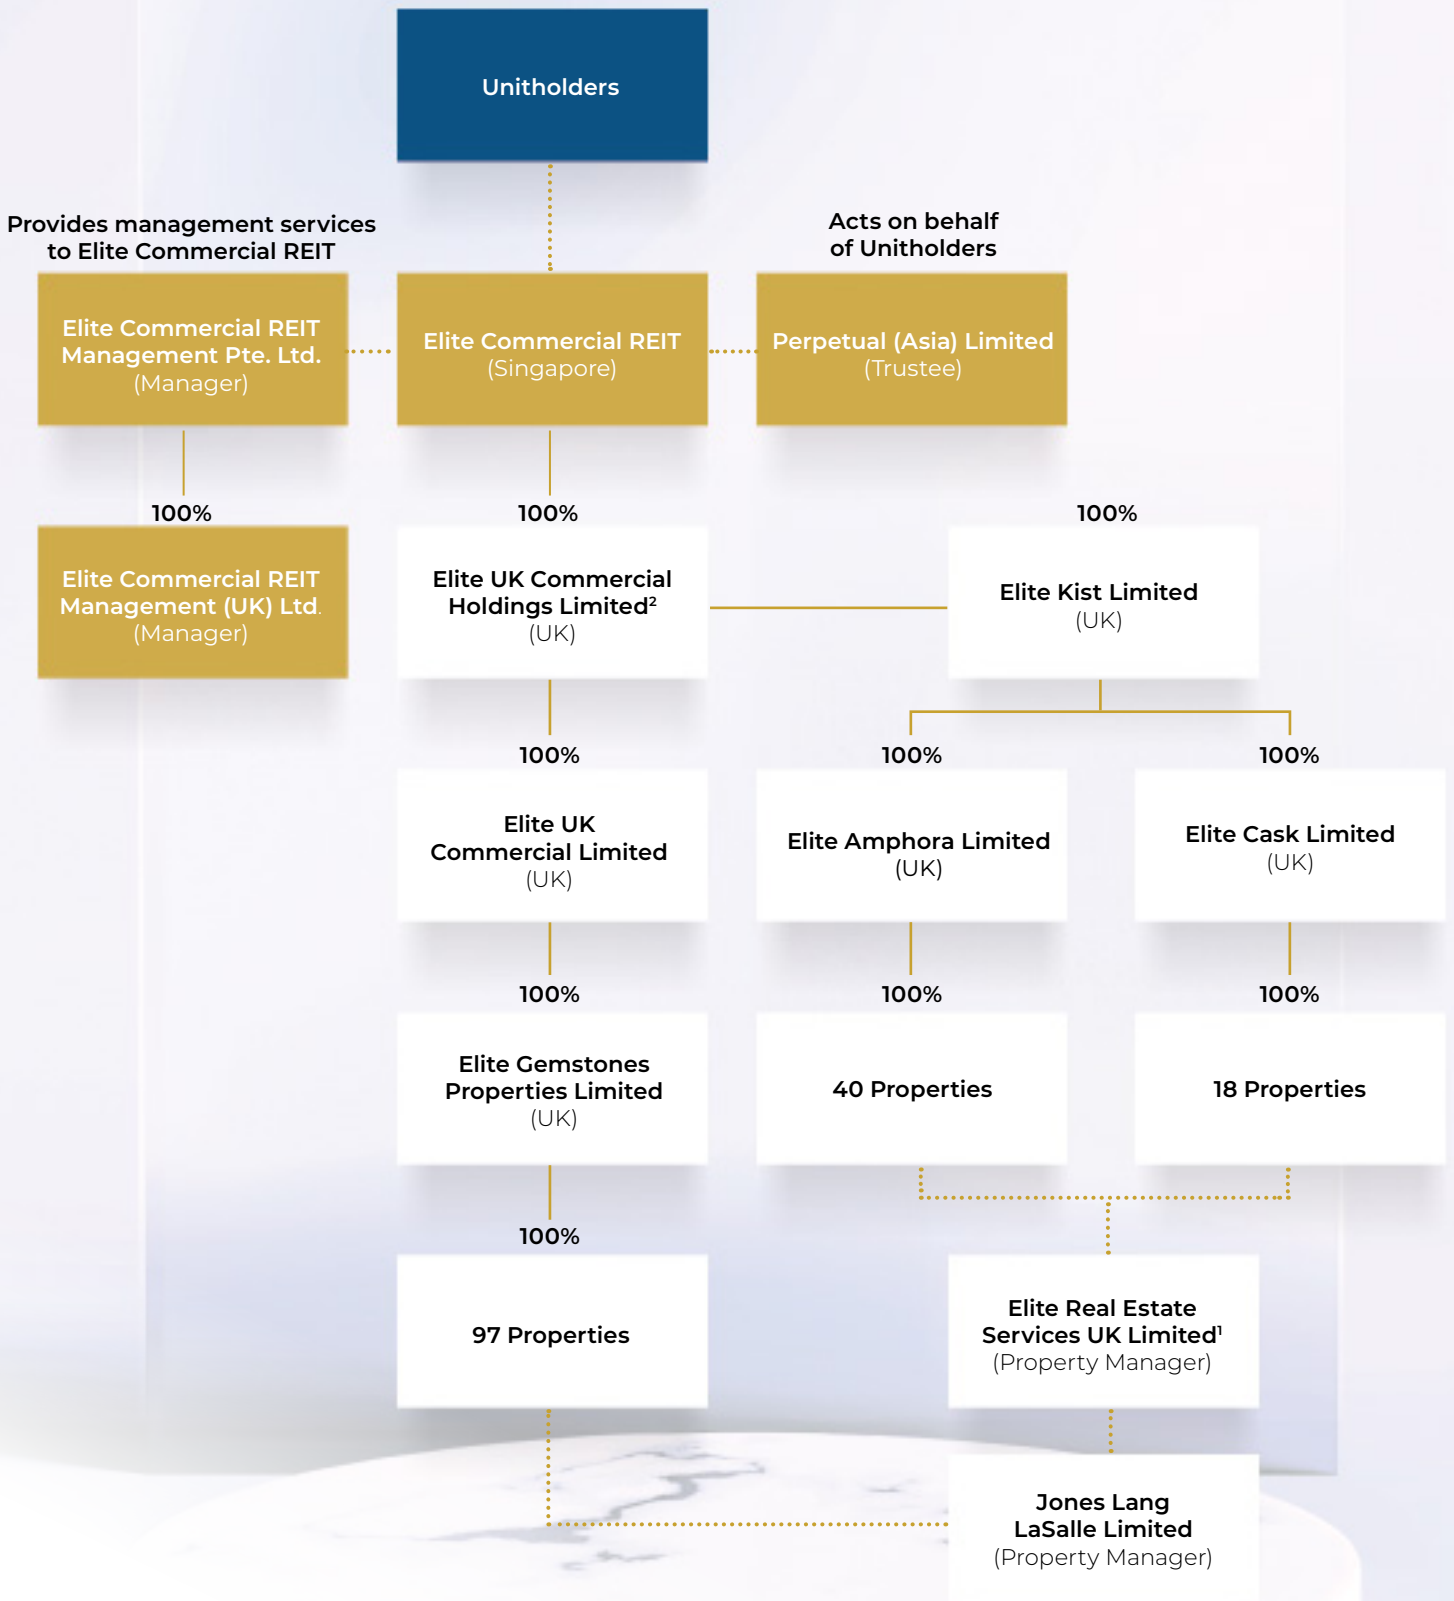 Unitholders
Provides management services
to Elite Commercial REIT
Acts on behalf
of Unitholders
Elite Commercial REIT
Management Pte. Ltd.
(Manager)
Elite Commercial REIT
(Singapore)
Perpetual (Asia) Limited
(Trustee)
100%
100%
100%
Elite Commercial REIT
Management (UK) Ltd.
(Manager)
Elite UK Commercial
Holdings Limited²
(UK)
Elite Kist Limited
(UK)
100%
100%
100%
Elite UK
Commercial Limited
(UK)
Elite Amphora Limited
(UK)
Elite Cask Limited
(UK)
100%
100%
100%
Elite Gemstones
Properties Limited
(UK)
40 Properties
18 Properties
100%
97 Properties
Elite Real Estate
Services UK Limited¹
(Property Manager)
Jones Lang
LaSalle Limited
(Property Manager)